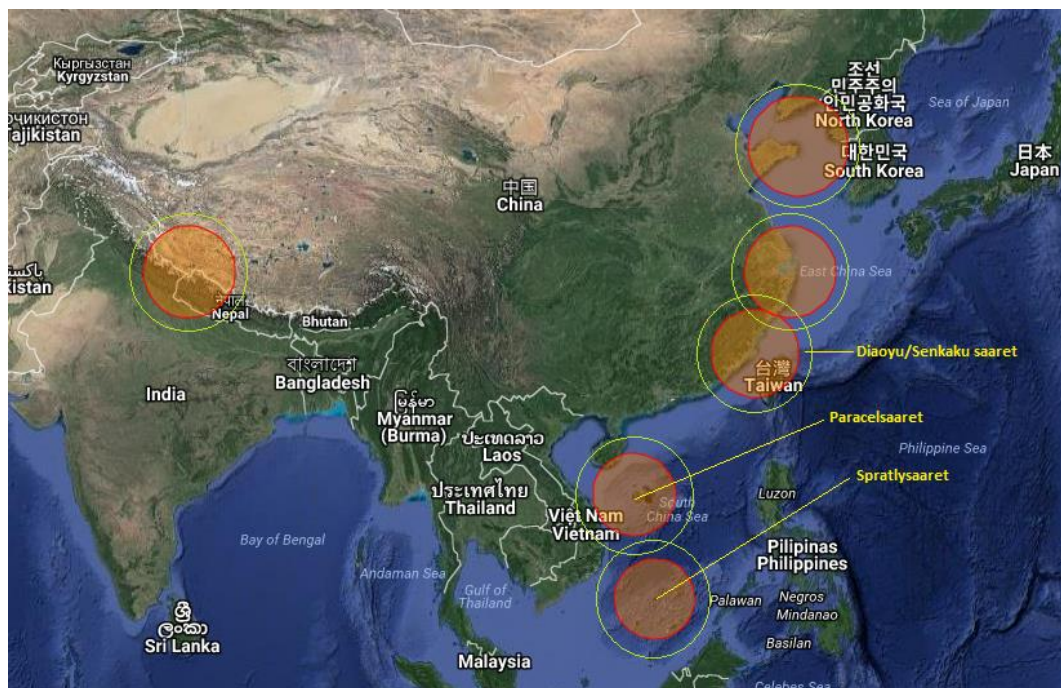 Кыргызстан
Kyrgyzstan
Tajikistan
조선
민주주의
인민공화국
North Korea
Sea of Japan
대한민국
South Korea
日本
Japan
中国
China
East China Sea
नेपाल
Nepal
Bhutan
বাংলাদেশ
Bangladesh
India
Myanmar
(Burma)
ປະເທດລາວ
Laos
ประเทศไทย
Thailand
台灣
Taiwan
Diaoyu/Senkaku saaret
Paracelsaaret
Spratlysaaret
Philippine Sea
Luzon
South
China Sea
Việt Nam
Vietnam
Bay of Bengal
Andaman Sea
Gulf of
Thailand
Pilipinas
Philippines
Palawan
Negros
Mindanao
Basilan
Sri Lanka
Malaysia
Celebes Sea